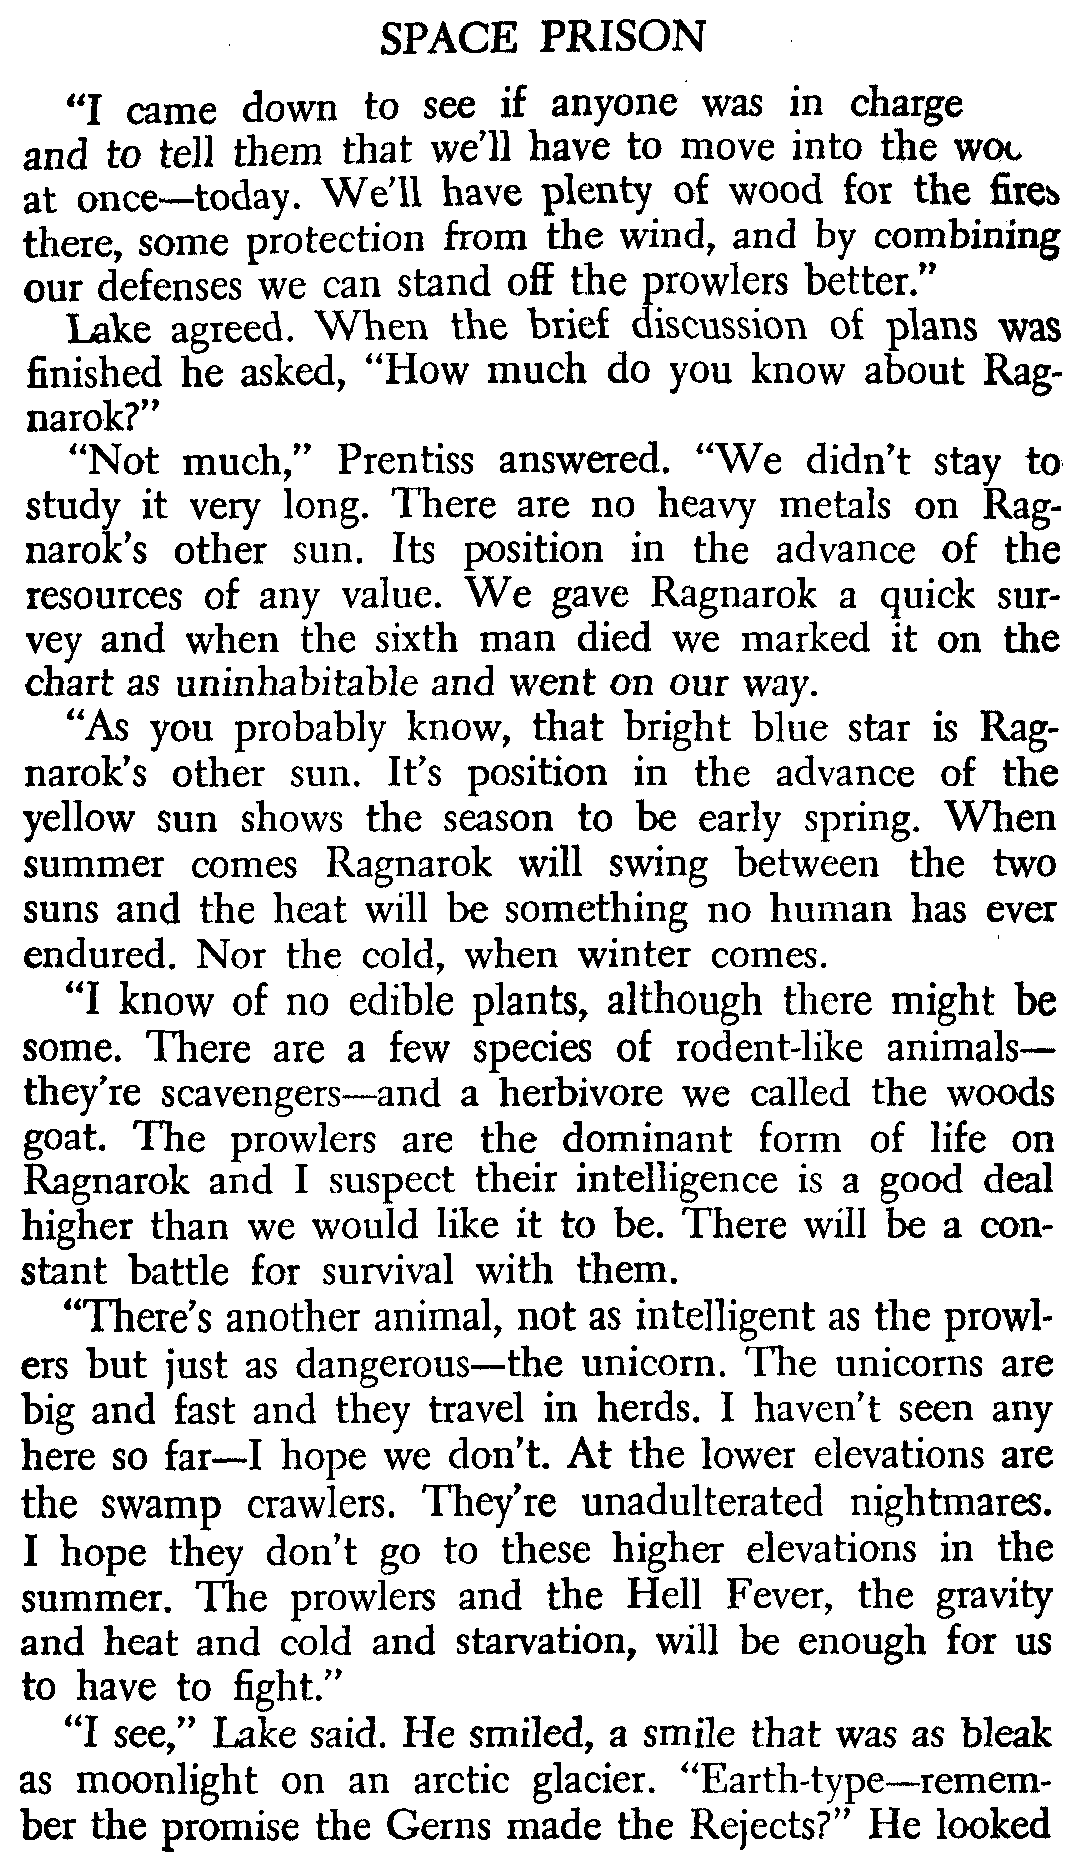 SPACE PRISON
“I came down to see if anyone was in charge
and to tell them that we’ll have to move into the
at once—today. We’ll have plenty of wood for the fires
there, some protection from the wind, and by combining
our defenses we can stand off the prowlers better.”
Lake agreed. When the brief discussion of plans was
finished he asked, “How much do you know about Rag-
narok?”
“Not much,” Prentiss answered. “We didn’t stay to
study it very long. There are no heavy metals on Rag-
narok’s other sun. Its position in the advance of the
resources of any value. We gave Ragnarok a quick sur-
vey and when the sixth man died we marked it on the
chart as uninhabitable and went on our way.
“As you probably know, that bright blue star is Rag-
narok’s other sun. It’s position in the advance of the
yellow sun shows the season to be early spring. When
summer comes Ragnarok will swing between the two
suns and the heat will be something no human has ever
endured. Nor the cold, when winter comes.
“I know of no edible plants, although there might be
some. There are a few species of rodent-like animals—
they’re scavengers—and a herbivore we called the woods
goat. The prowlers are the dominant form of life on
Ragnarok and I suspect their intelligence is a good deal
higher than we would like it to be. There will be a con-
stant battle for survival with them.
“There’s another animal, not as intelligent as the prowl-
ers but just as dangerous—the unicorn. The unicorns are
big and fast and they travel in herds. I haven’t seen any
here so far—I hope we don’t. At the lower elevations are
the swamp crawlers. They’re unadulterated nightmares.
I hope they don’t go to these higher elevations in the
summer. The prowlers and the Hell Fever, the gravity
and heat and cold and starvation, will be enough for us
to have to fight.”
“I see,” Lake said. He smiled, a smile that was as bleak
as moonlight on an arctic glacier. “Earth-type—remem-
ber the promise the Gerns made the Rejects?” He looked